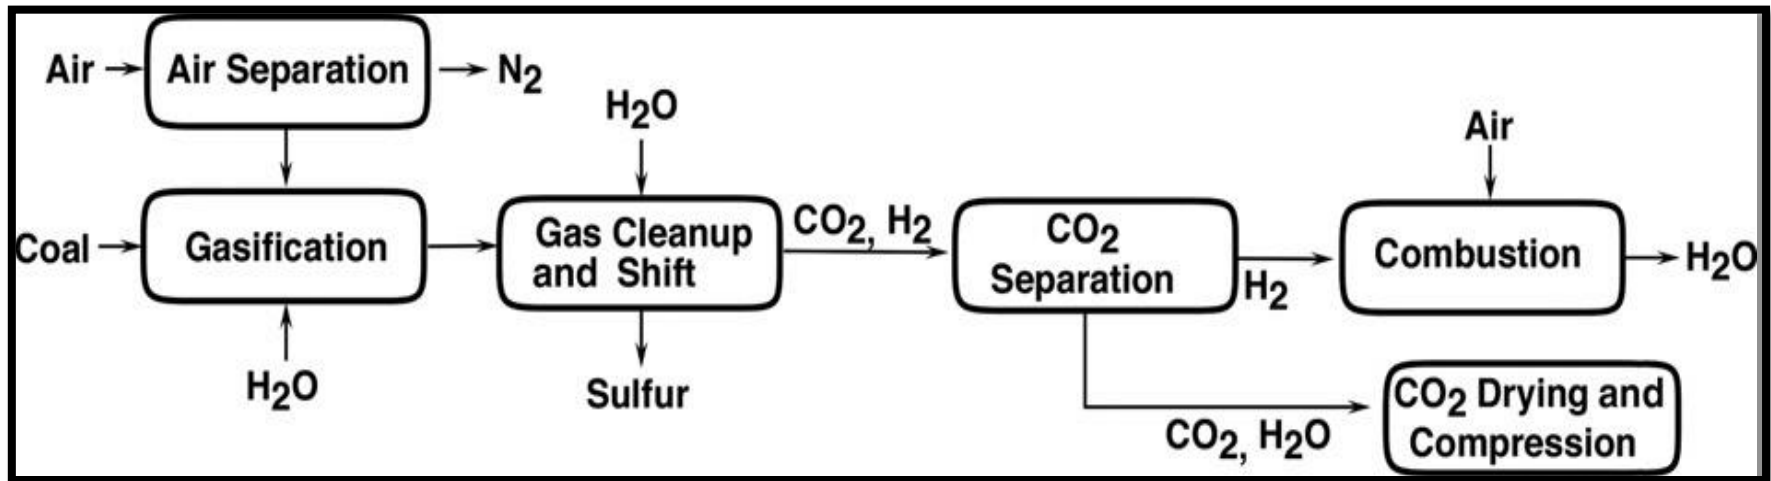 Air
Air Separation
N2
H2O
Air
Coal
Gasification
Gas Cleanup
and Shift
CO2, H2
CO2
Separation
H2
Combustion
H2O
H2O
Sulfur
CO2, H2O
CO2 Drying and
Compression